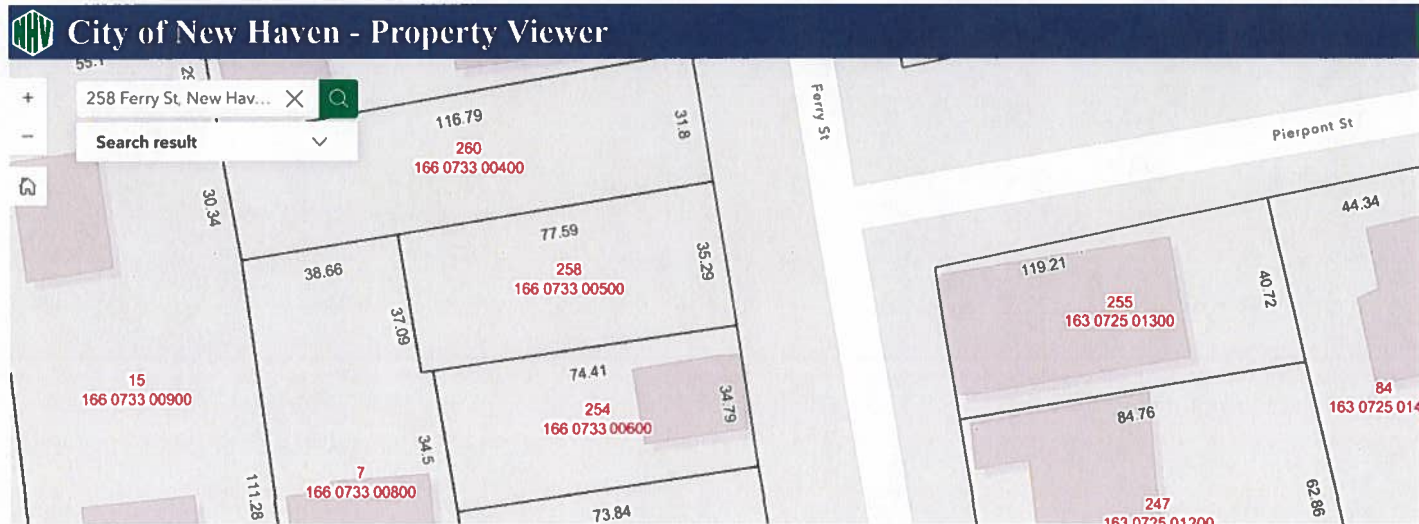 NHV City of New Haven - Property Viewer
+
258 Ferry St, New Hav...
−
Search result
116.79
31.8
260
166 0733 00400
Ferry St
Pierpont St
30.34
38.66
77.59
35.29
258
166 0733 00500
37.09
44.34
119.21
40.72
255
163 0725 01300
15
166 0733 00900
74.41
34.79
254
166 0733 00600
84
163 0725 014
84.76
34.5
7
166 0733 00800
111.28
73.84
247
163 0725 01200
62.86